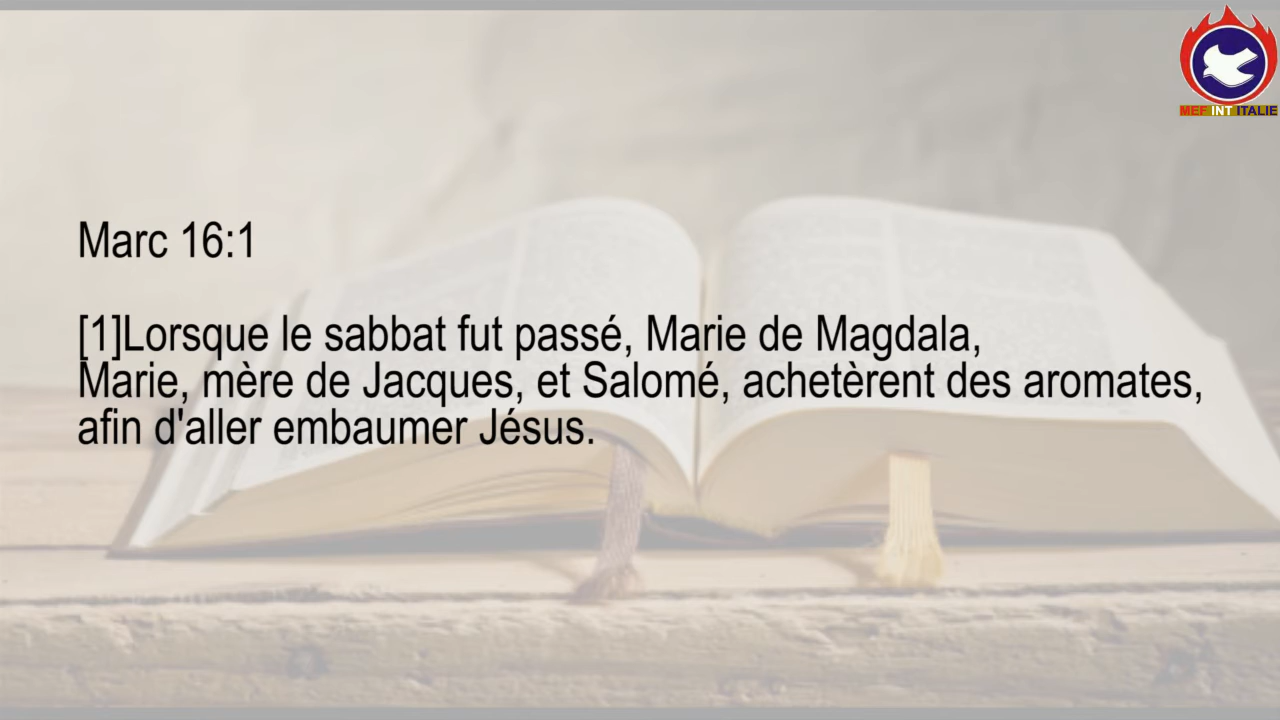 MEF INT ITALIE
Marc 16:1
[1]Lorsque le sabbat fut passé, Marie de Magdala,
Marie, mère de Jacques, et Salomé, achetèrent des aromates,
afin d'aller embaumer Jésus.